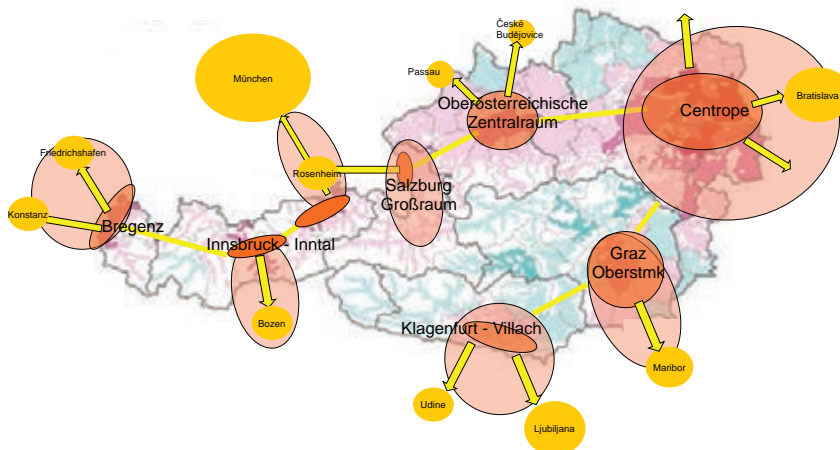 České
Budějovice
Passau
München
Oberösterreichische
Zentralraum
Centrope
Bratislava
Friedrichshafen
Rosenheim
Salzburg
Großraum
Konstanz
Bregenz
Innsbruck - Inntal
Graz
Oberstmk
Bozen
Klagenfurt - Villach
Maribor
Udine
Ljubiljana